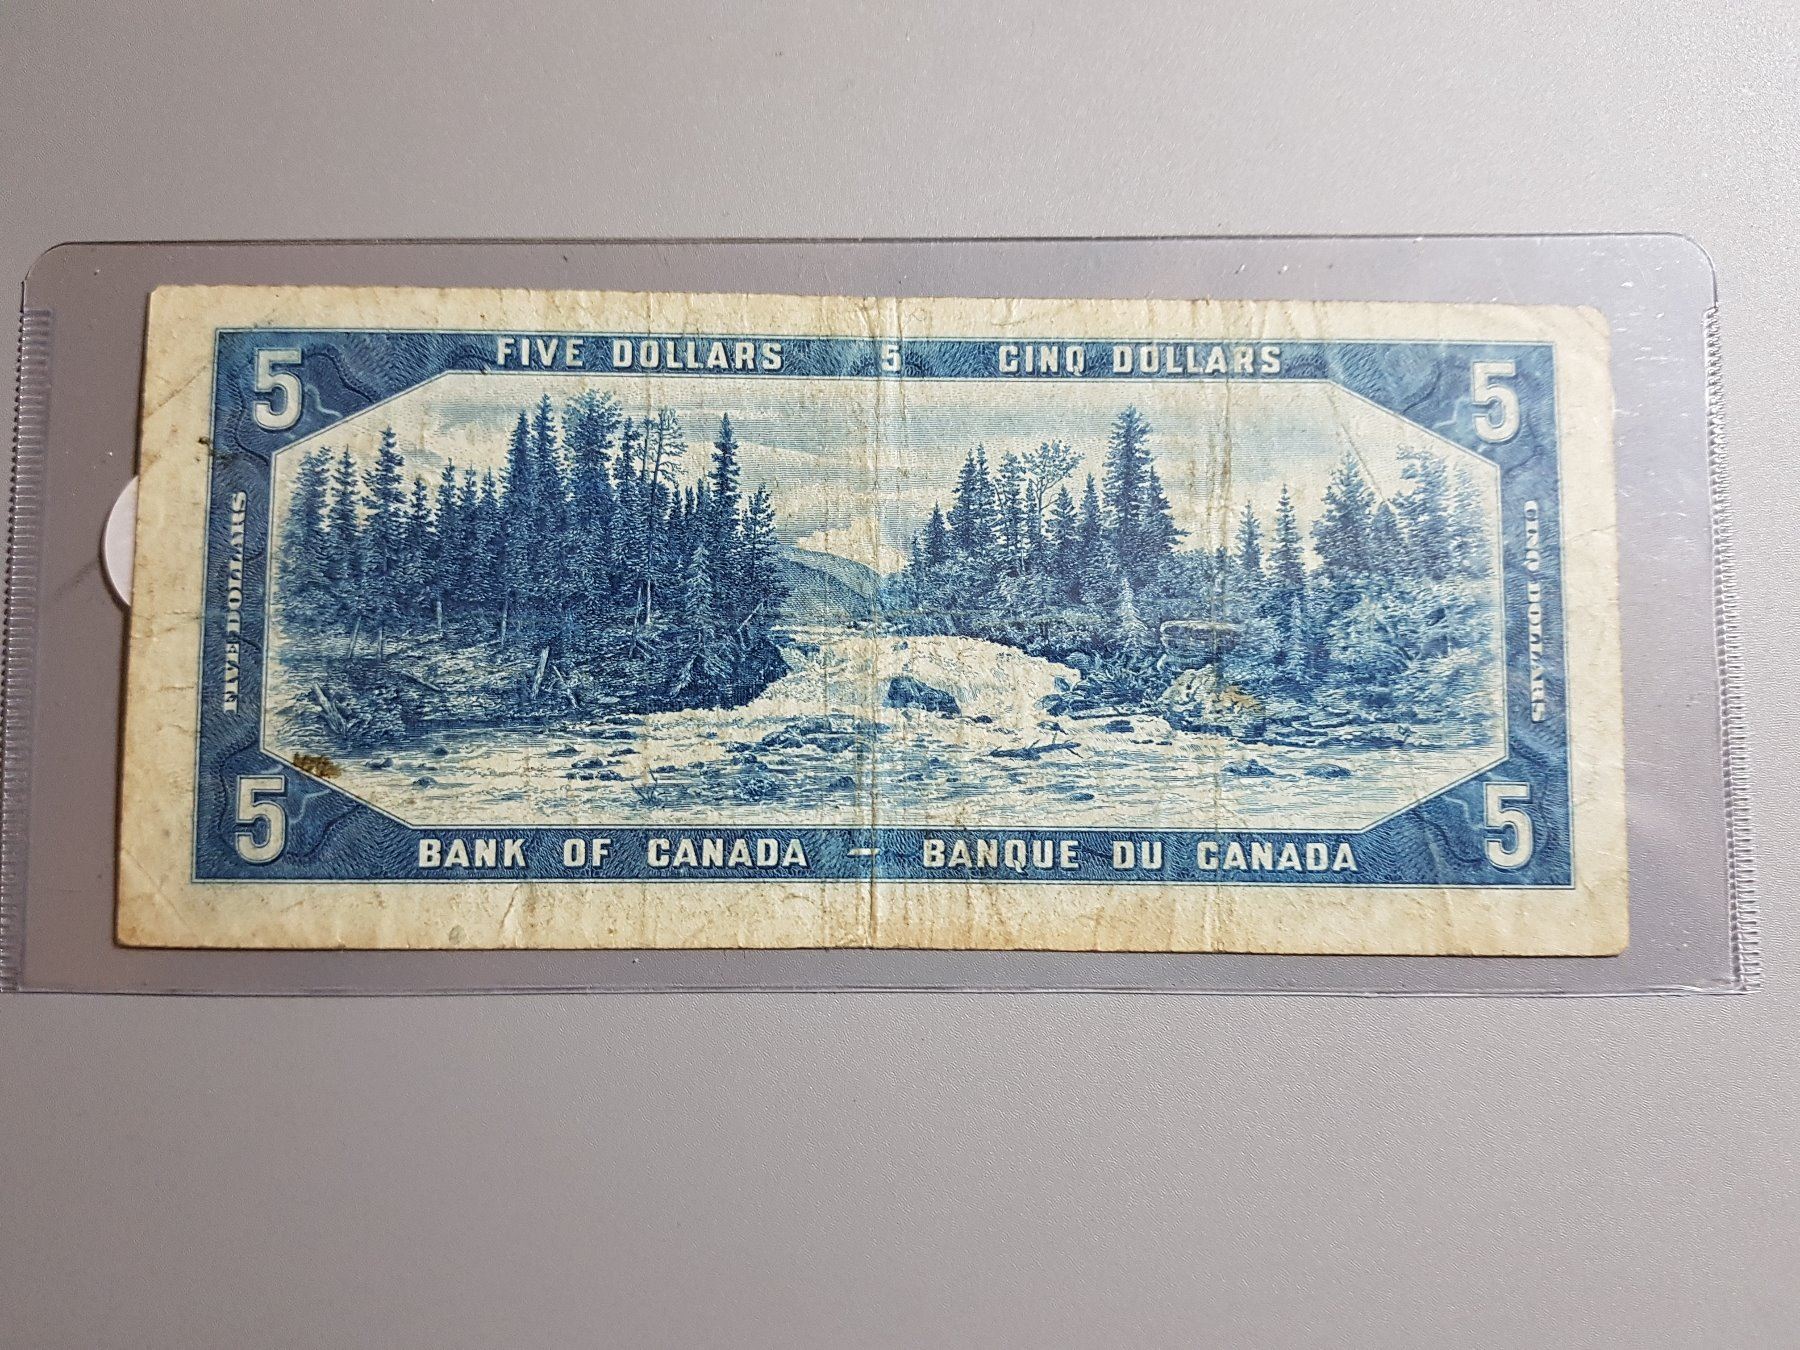 FIVE DOLLARS 5 CINQ DOLLARS
5
5
FIVE DOLLARS
CINQ DOLLARS
5
5
BANK OF CANADA — BANQUE DU CANADA